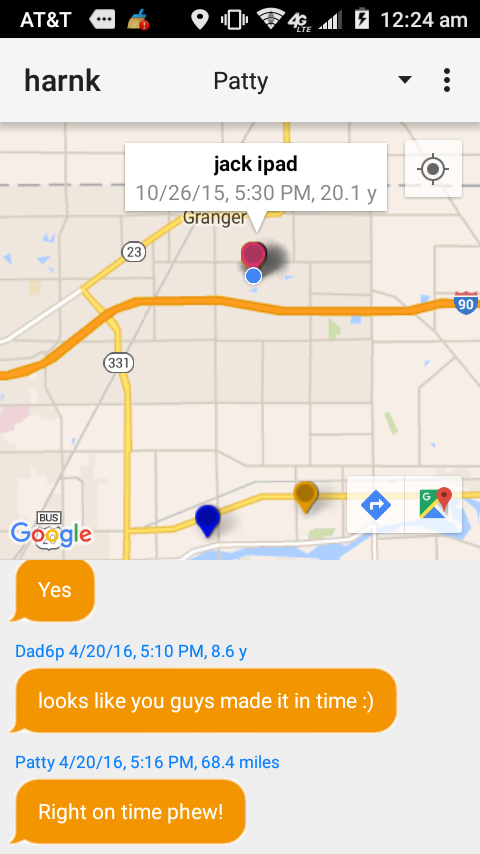 AT&T 4G LTE 12:24 am
harnk Patty
jack ipad
10/26/15, 5:30 PM, 20.1 y
Granger
23
90
331
BUS
Google
G
Yes
Dad6p 4/20/16, 5:10 PM, 8.6 y
looks like you guys made it in time :)
Patty 4/20/16, 5:16 PM, 68.4 miles
Right on time phew!